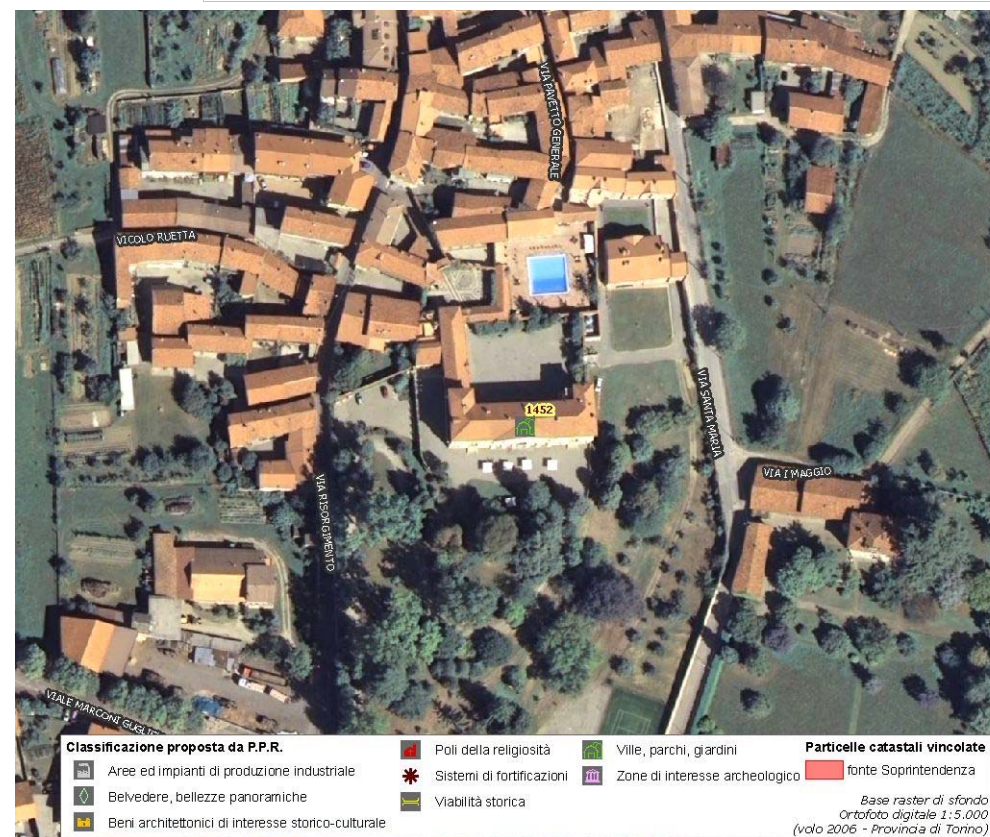 VIA PAVETTO GENERALE
VICOLO RUETTA
1452
VIA SANTA MARIA
VIA I MAGGIO
VIA RISORGIMENTO
VIALE MARCONI GUGLIE
Classificazione proposta da P.P.R.
Aree ed impianti di produzione industriale
Belvedere, bellezze panoramiche
Beni architettonici di interesse storico-culturale
Poli della religiosità
Sistemi di fortificazioni
Viabilità storica
Ville, parchi, giardini
Zone di interesse archeologico
Particelle catastali vincolate
fonte Soprintendenza
Base raster di sfondo
Ortofoto digitale 1:5.000
(volo 2006 - Provincia di Torino)